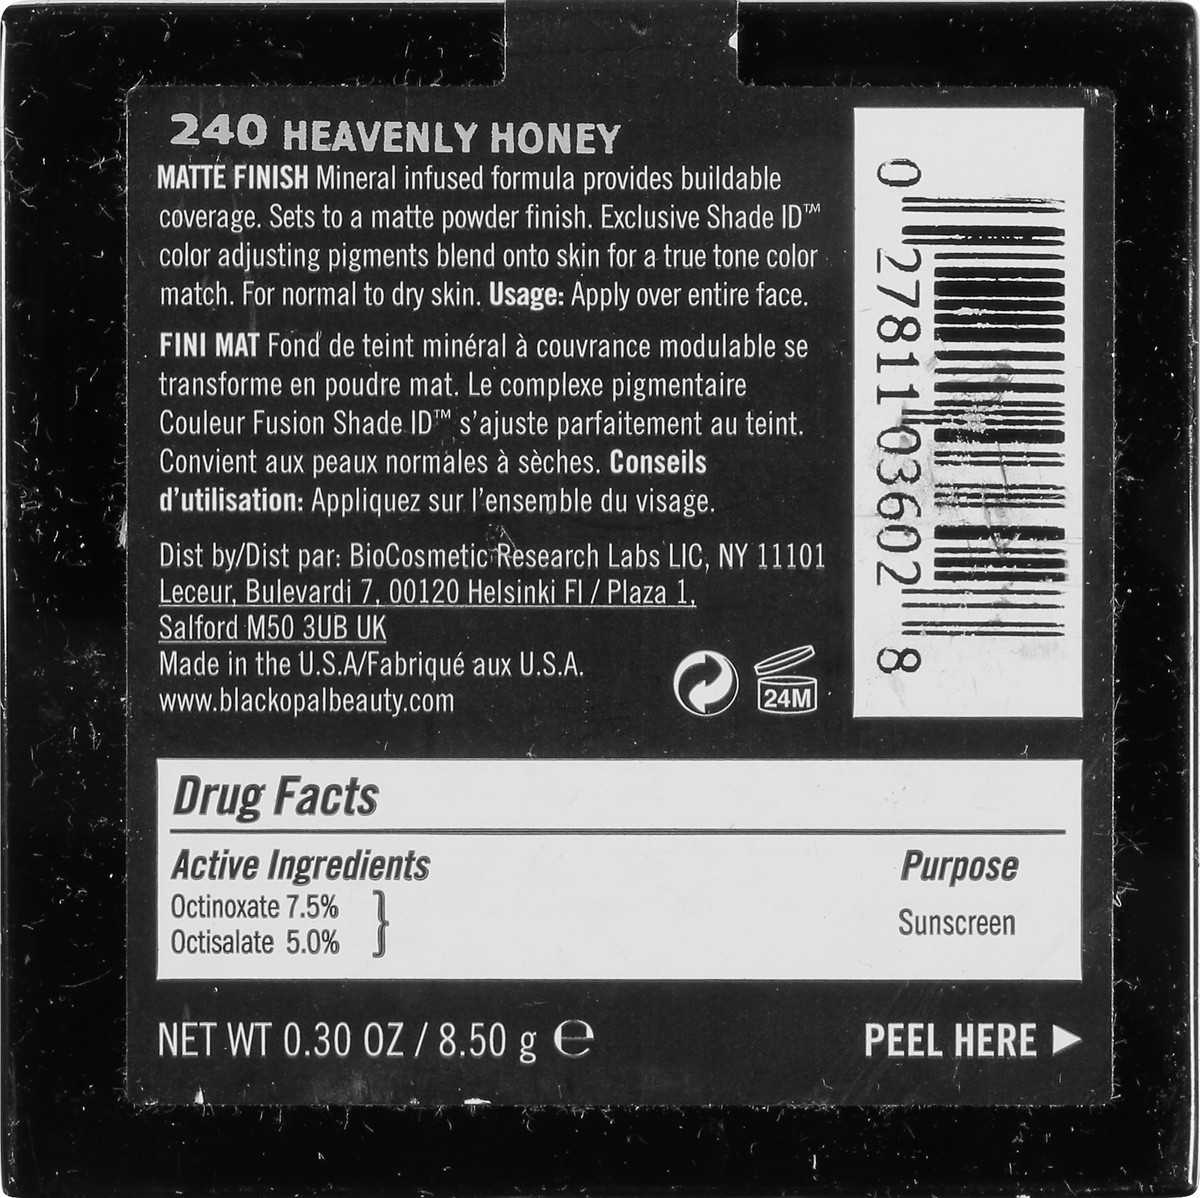 240 HEAVENLY HONEY
MATTE FINISH Mineral infused formula provides buildable
coverage. Sets to a matte powder finish. Exclusive Shade ID™
color adjusting pigments blend onto skin for a true tone color
match. For normal to dry skin. Usage: Apply over entire face.
FINI MAT Fond de teint minéral à couvrance modulable se
transforme en poudre mat. Le complexe pigmentaire
Couleur Fusion Shade ID™ s'ajuste parfaitement au teint.
Convient aux peaux normales à sèches. Conseils
d'utilisation: Appliquez sur l'ensemble du visage.
Dist by/Dist par: BioCosmetic Research Labs LIC, NY 11101
Leceur, Bulevardi 7, 00120 Helsinki FI / Plaza 1,
Salford M50 3UB UK
Made in the U.S.A/Fabriqué aux U.S.A.
www.blackopalbeauty.com
24M
0 27811 03602 8
Drug Facts
Active Ingredients Purpose
Octinoxate 7.5%
Octisalate 5.0% } Sunscreen
NET WT 0.30 OZ / 8.50 g ℮
PEEL HERE ▶